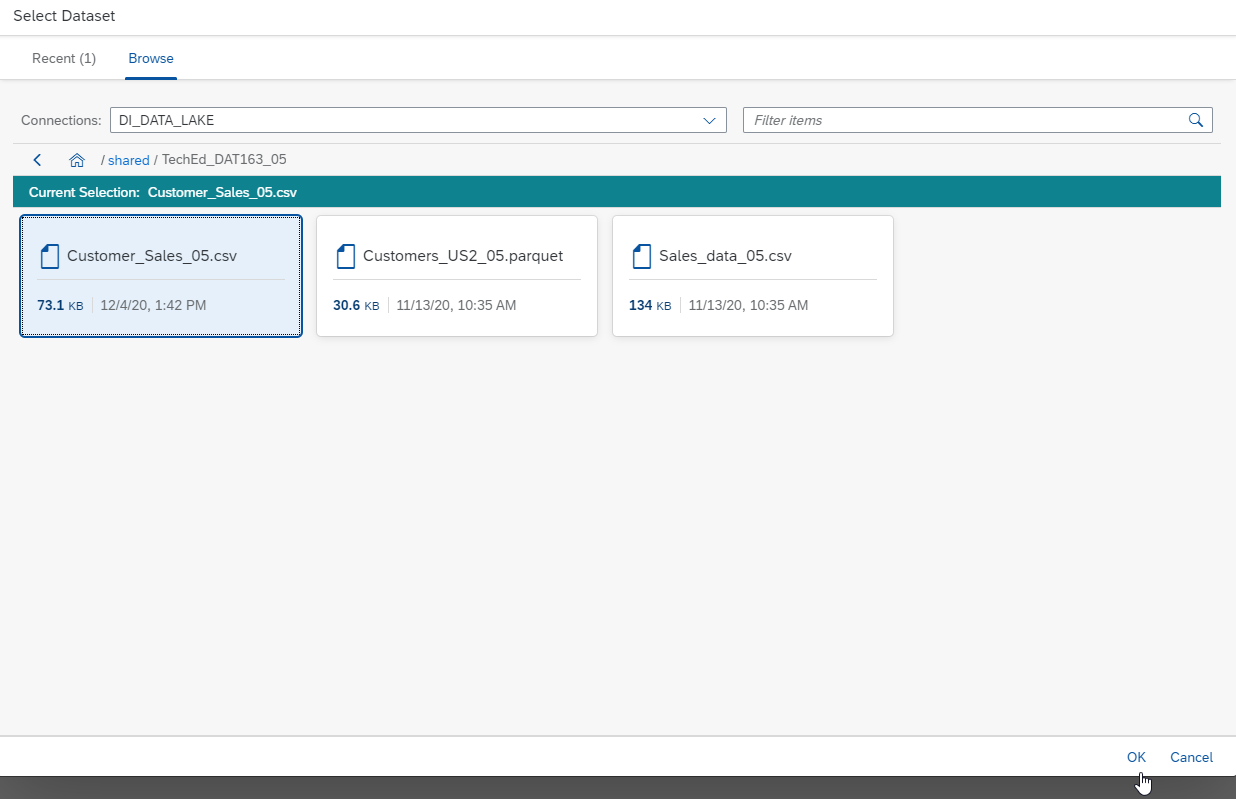 Select Dataset
Recent (1) Browse
Connections: DI_DATA_LAKE Filter items
/ shared / TechEd_DAT163_05
Current Selection: Customer_Sales_05.csv
Customer_Sales_05.csv Customers_US2_05.parquet Sales_data_05.csv
73.1 KB 12/4/20, 1:42 PM 30.6 KB 11/13/20, 10:35 AM 134 KB 11/13/20, 10:35 AM
OK Cancel